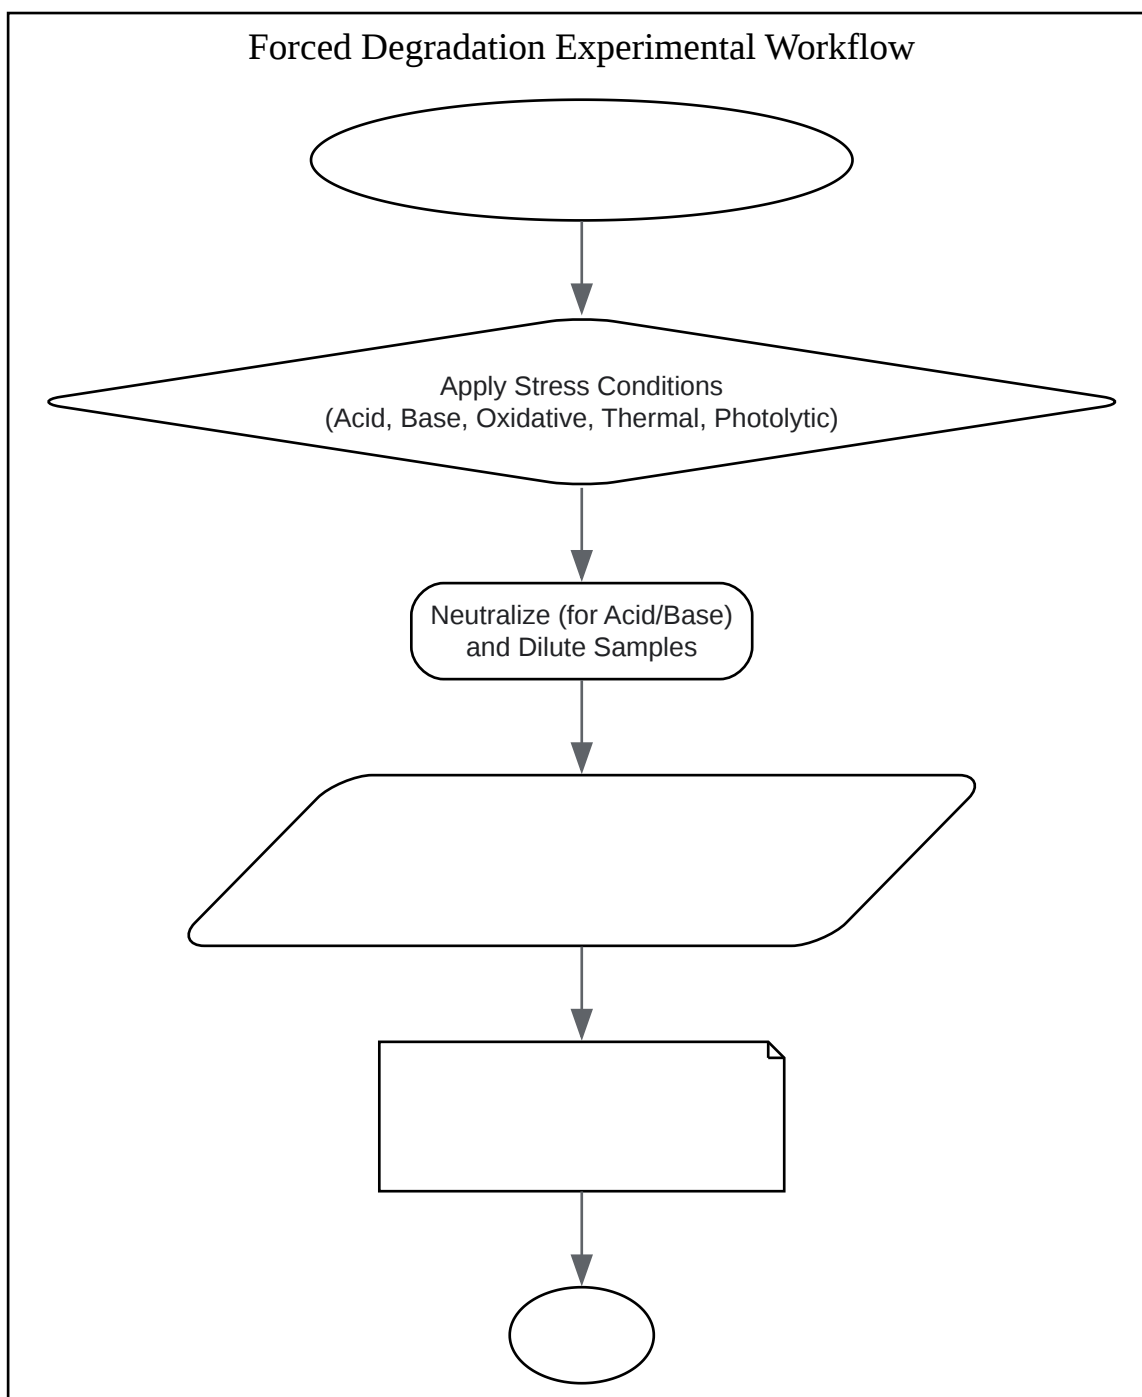 Forced Degradation Experimental Workflow
Apply Stress Conditions
(Acid, Base, Oxidative, Thermal, Photolytic)
Neutralize (for Acid/Base)
and Dilute Samples